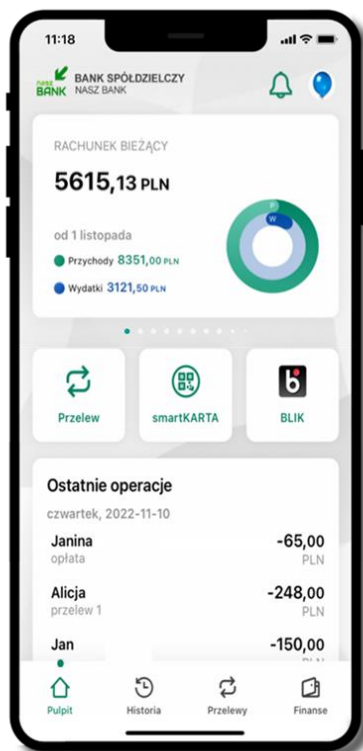 11:18
nasz
BANK
BANK SPÓŁDZIELCZY
NASZ BANK
RACHUNEK BIEŻĄCY
5615,13 PLN
od 1 listopada
Przychody 8351,00 PLN
Wydatki 3121,50 PLN
P
W
Przelew
smartKARTA
BLIK
Ostatnie operacje
czwartek, 2022-11-10
Janina -65,00
opłata PLN
Alicja -248,00
przelew 1 PLN
Jan -150,00
Pulpit
Historia
Przelewy
Finanse